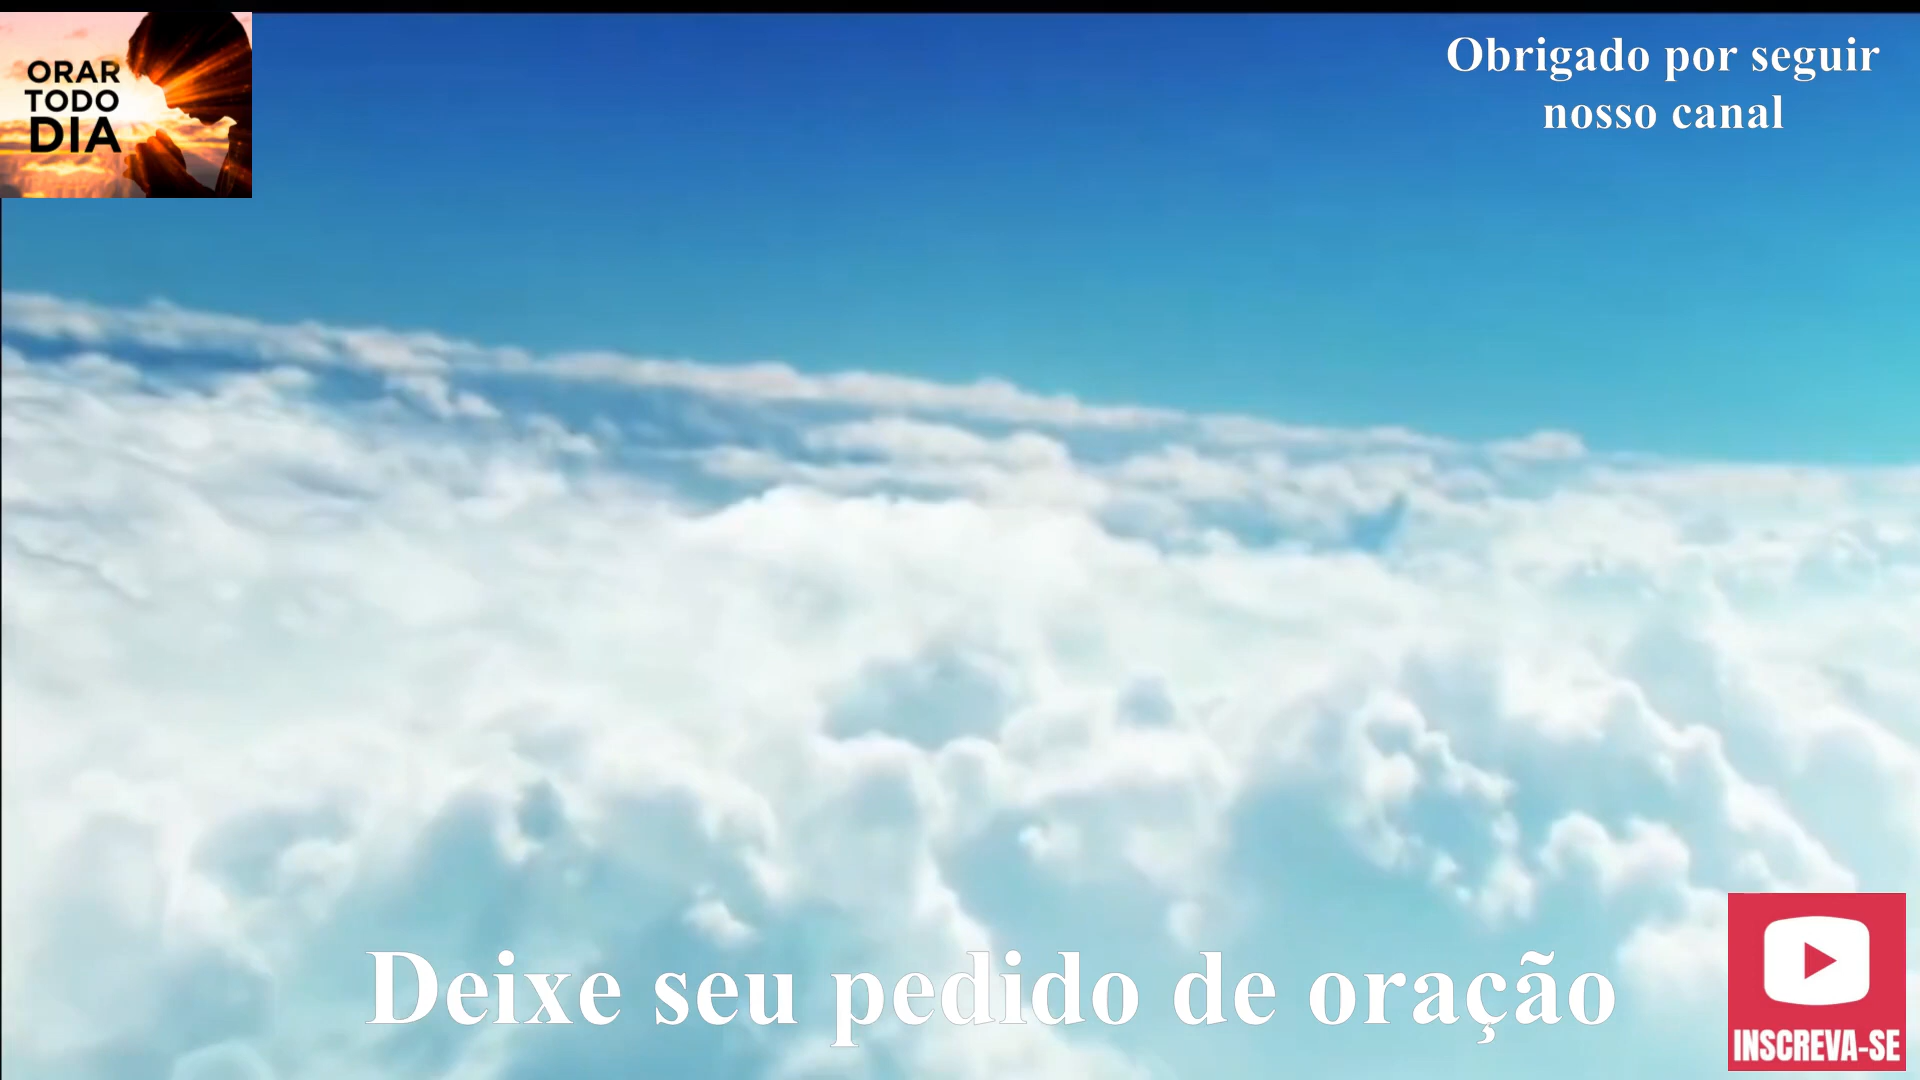 ORAR
TODO
DIA
Obrigado por seguir
nosso canal
Deixe seu pedido de oração
INSCREVA-SE